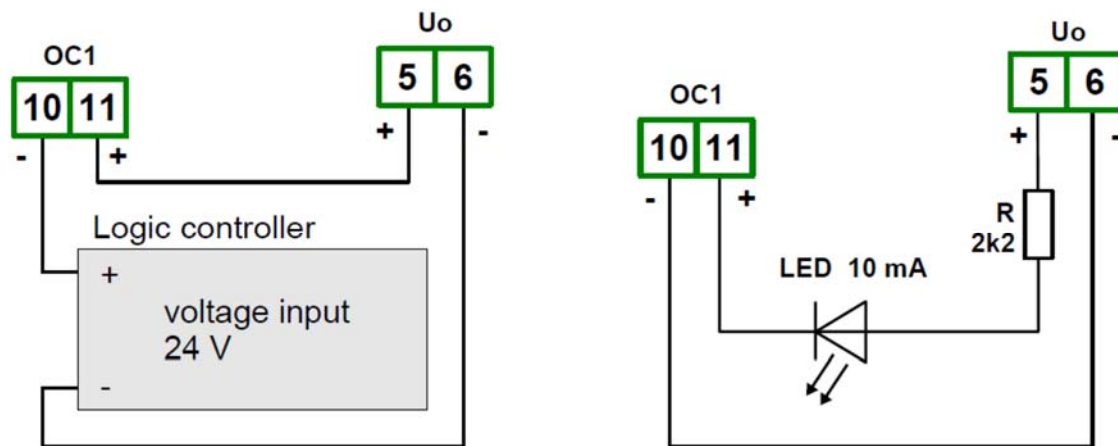 OC1
10 11
- +
Uo
5 6
+ -
Logic controller
+
voltage input
24 V
-
OC1
10 11
- +
Uo
5 6
+ -
R
2k2
LED 10 mA